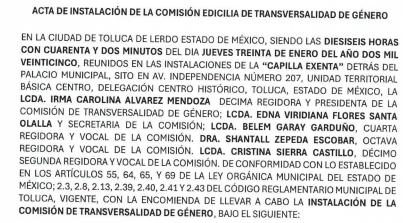 ACTA DE INSTALACIÓN DE LA COMISIÓN EDICILIA DE TRANSVERSALIDAD DE GÉNERO
EN LA CIUDAD DE TOLUCA DE LERDO ESTADO DE MÉXICO, SIENDO LAS DIESISEIS HORAS
CON CUARENTA Y DOS MINUTOS DEL DIA JUEVES TREINTA DE ENERO DEL AÑO DOS MIL
VEINTICINCO, REUNIDOS EN LAS INSTALACIONES DE LA "CAPILLA EXENTA" DETRÁS DEL
PALACIO MUNICIPAL, SITO EN AV. INDEPENDENCIA NÚMERO 207, UNIDAD TERRITORIAL
BÁSICA CENTRO, DELEGACIÓN CENTRO HISTÓRICO, TOLUCA, ESTADO DE MÉXICO, LA
LCDA. IRMA CAROLINA ALVAREZ MENDOZA DECIMA REGIDORA Y PRESIDENTA DE LA
COMISIÓN DE TRANSVERSALIDAD DE GÉNERO; LCDA. EDNA VIRIDIANA FLORES SANTA
OLALLA Y SECRETARIA DE LA COMISIÓN; LCDA. BELEM GARAY GARDUÑO, CUARTA
REGIDORA Y VOCAL DE LA COMISIÓN. DRA. SHANTALL ZEPEDA ESCOBAR, OCTAVA
REGIDORA Y VOCAL DE LA COMISIÓN. LCDA. CRISTINA SIERRA CASTILLO, DÉCIMO
SEGUNDA REGIDORA Y VOCAL DE LA COMISIÓN. DE CONFORMIDAD CON LO ESTABLECIDO
EN LOS ARTÍCULOS 55, 64, 65, Y 69 DE LA LEY ORGÁNICA MUNICIPAL DEL ESTADO DE
MÉXICO; 2.3, 2.8, 2.13, 2.39, 2.40, 2.41 Y 2.43 DEL CÓDIGO REGLAMENTARIO MUNICIPAL DE
TOLUCA, VIGENTE, CON LA ENCOMIENDA DE LLEVAR A CABO LA INSTALACIÓN DE LA
COMISIÓN DE TRANSVERSALIDAD DE GÉNERO, BAJO EL SIGUIENTE: